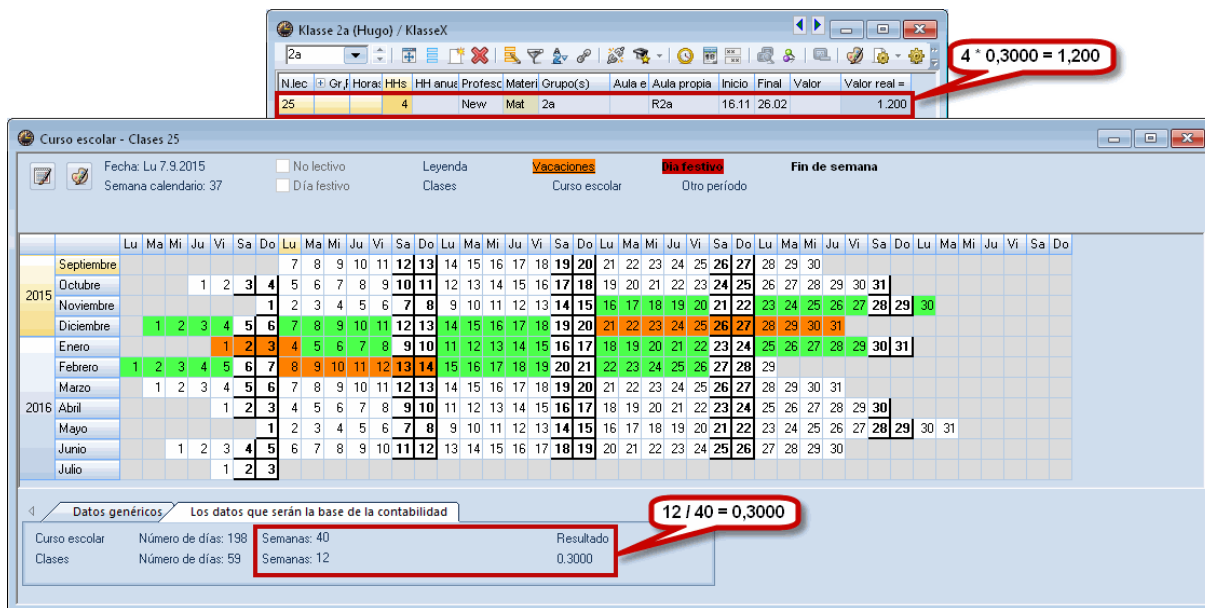 Klasse 2a (Hugo) / KlasseX
2a
N.lec Gr,F Horas HHs HH anua Profesc Materi Grupo(s) Aula e Aula propia Inicio Final Valor Valor real =
25 4 New Mat 2a R2a 16.11 26.02 1.200
4 * 0,3000 = 1,200
Curso escolar - Clases 25
Fecha: Lu 7.9.2015 No lectivo Leyenda Vacaciones Día festivo Fin de semana
Semana calendario: 37 Día festivo Clases Curso escolar Otro período
Lu Ma Mi Ju Vi Sa Do Lu Ma Mi Ju Vi Sa Do Lu Ma Mi Ju Vi Sa Do Lu Ma Mi Ju Vi Sa Do Lu Ma Mi Ju Vi Sa Do Lu Ma Mi Ju Vi Sa Do
2015
Septiembre 7 8 9 10 11 12 13 14 15 16 17 18 19 20 21 22 23 24 25 26 27 28 29 30
Octubre 1 2 3 4 5 6 7 8 9 10 11 12 13 14 15 16 17 18 19 20 21 22 23 24 25 26 27 28 29 30 31
Noviembre 1 2 3 4 5 6 7 8 9 10 11 12 13 14 15 16 17 18 19 20 21 22 23 24 25 26 27 28 29 30
Diciembre 1 2 3 4 5 6 7 8 9 10 11 12 13 14 15 16 17 18 19 20 21 22 23 24 25 26 27 28 29 30 31
2016
Enero 1 2 3 4 5 6 7 8 9 10 11 12 13 14 15 16 17 18 19 20 21 22 23 24 25 26 27 28 29 30 31
Febrero 1 2 3 4 5 6 7 8 9 10 11 12 13 14 15 16 17 18 19 20 21 22 23 24 25 26 27 28 29
Marzo 1 2 3 4 5 6 7 8 9 10 11 12 13 14 15 16 17 18 19 20 21 22 23 24 25 26 27 28 29 30 31
Abril 1 2 3 4 5 6 7 8 9 10 11 12 13 14 15 16 17 18 19 20 21 22 23 24 25 26 27 28 29 30
Mayo 1 2 3 4 5 6 7 8 9 10 11 12 13 14 15 16 17 18 19 20 21 22 23 24 25 26 27 28 29 30 31
Junio 1 2 3 4 5 6 7 8 9 10 11 12 13 14 15 16 17 18 19 20 21 22 23 24 25 26 27 28 29 30
Julio 1 2 3
Datos genéricos Los datos que serán la base de la contabilidad
12 / 40 = 0,3000
Curso escolar Número de días: 198 Semanas: 40 Resultado
Clases Número de días: 59 Semanas: 12 0.3000